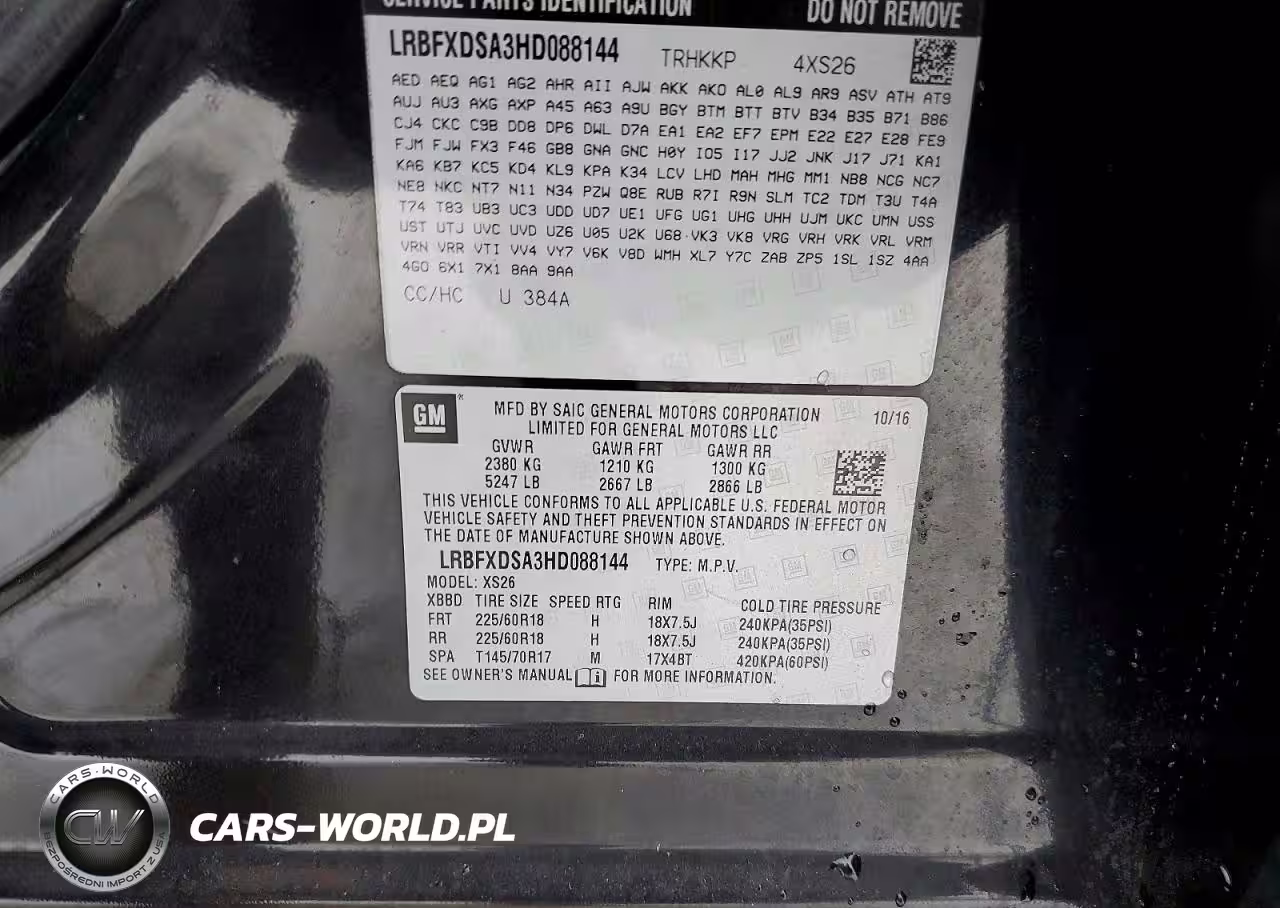 SERVICE PARTS IDENTIFICATION DO NOT REMOVE
LRBFXDSA3HD088144 TRHKKP 4XS26
AED AEQ AG1 AG2 AHR AII AJW AKK AKO AL0 AL9 AR9 ASV ATH AT9
AUJ AU3 AXG AXP A45 A63 A9U BGY BTM BTT BTV B34 B35 B71 B86
CJ4 CKC C9B DD8 DP6 DWL D7A EA1 EA2 EF7 EPM E22 E27 E28 FE9
FJM FJW FX3 F46 GB8 GNA GNC H0Y IO5 I17 JJ2 JNK J17 J71 KA1
KA6 KB7 KC5 KD4 KL9 KPA K34 LCV LHD MAH MHG MM1 NB8 NCG NC7
NE8 NKC NT7 N11 N34 PZW Q8E RUB R7I R9N SLM TC2 TDM T3U T4A
T74 T83 UB3 UC3 UDD UD7 UE1 UFG UG1 UHG UHH UJM UKC UMN USS
UST UTJ UVC UVD UZ6 U05 U2K U68 VK3 VK8 VRG VRH VRK VRL VRM
VRN VRR VTI VV4 VY7 V6K V8D WMH XL7 Y7C ZAB ZP5 1SL 1SZ 4AA
4GO 6X1 7X1 8AA 9AA
CC/HC U 384A
GM MFD BY SAIC GENERAL MOTORS CORPORATION 10/16
LIMITED FOR GENERAL MOTORS LLC
GVWR GAWR FRT GAWR RR
2380 KG 1210 KG 1300 KG
5247 LB 2667 LB 2866 LB
THIS VEHICLE CONFORMS TO ALL APPLICABLE U.S. FEDERAL MOTOR
VEHICLE SAFETY AND THEFT PREVENTION STANDARDS IN EFFECT ON
THE DATE OF MANUFACTURE SHOWN ABOVE.
LRBFXDSA3HD088144 TYPE: M.P.V.
MODEL: XS26
XBBD TIRE SIZE SPEED RTG RIM COLD TIRE PRESSURE
FRT 225/60R18 H 18X7.5J 240KPA(35PSI)
RR 225/60R18 H 18X7.5J 240KPA(35PSI)
SPA T145/70R17 M 17X4BT 420KPA(60PSI)
SEE OWNER'S MANUAL FOR MORE INFORMATION.
CARS-WORLD
CW
BEZPOŚREDNI IMPORT Z USA
CARS-WORLD.PL